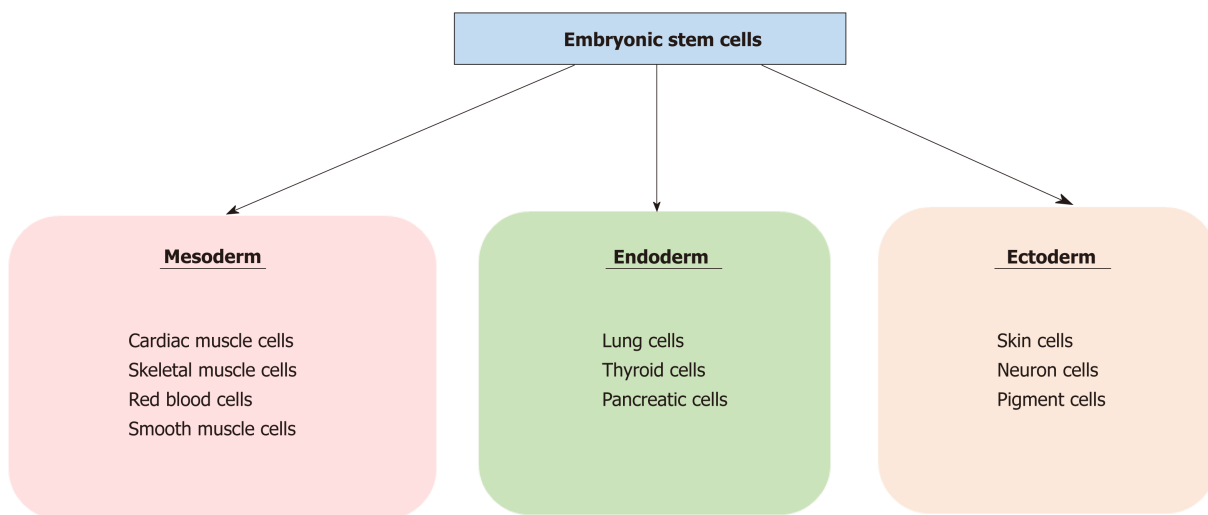 Embryonic stem cells
Mesoderm
Cardiac muscle cells
Skeletal muscle cells
Red blood cells
Smooth muscle cells
Endoderm
Lung cells
Thyroid cells
Pancreatic cells
Ectoderm
Skin cells
Neuron cells
Pigment cells